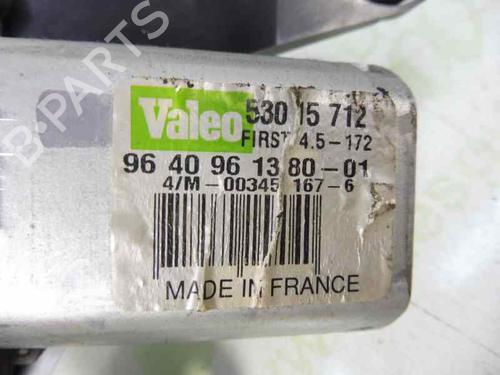 Valeo 530 15 712
FIRST 4.5-172
96 40 96 13 80-01
4/M-00345 167-6
MADE IN FRANCE
B-PARTS